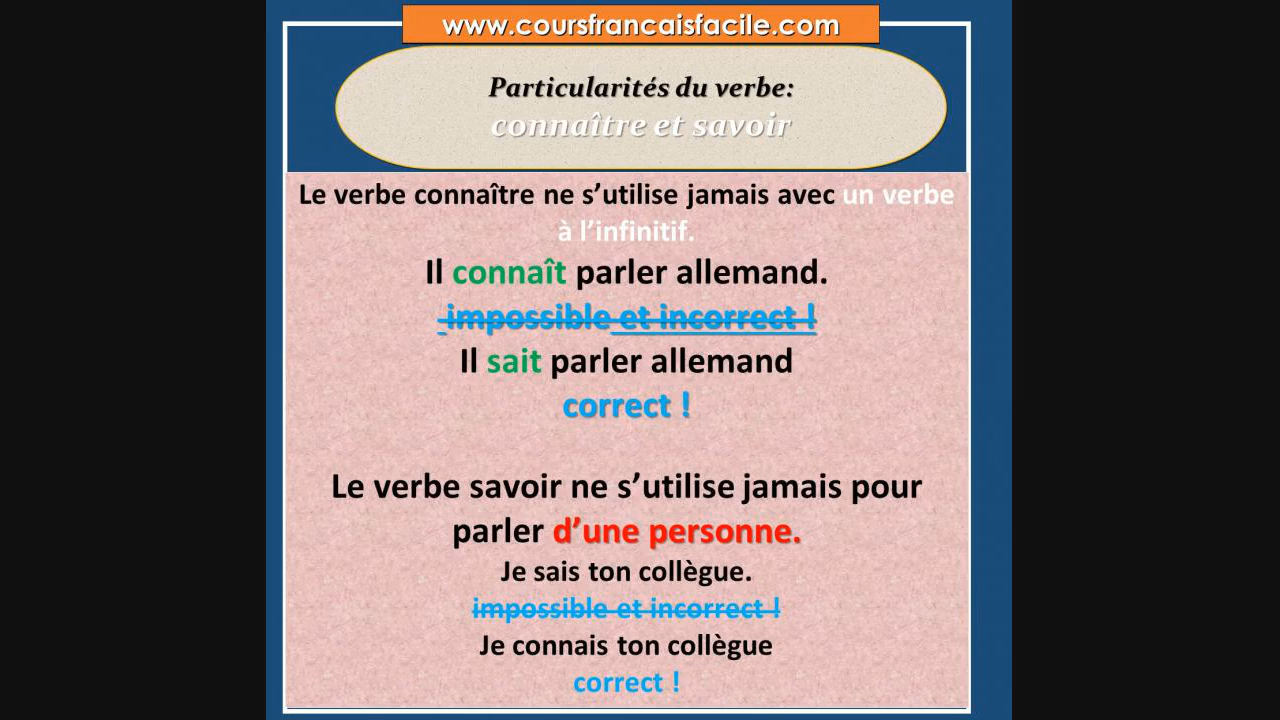 www.coursfrancaisfacile.com
Particularités du verbe:
connaître et savoir
Le verbe connaître ne s’utilise jamais avec un verbe
à l’infinitif.
Il connaît parler allemand.
impossible et incorrect !
Il sait parler allemand
correct !
Le verbe savoir ne s’utilise jamais pour
parler d’une personne.
Je sais ton collègue.
impossible et incorrect !
Je connais ton collègue
correct !